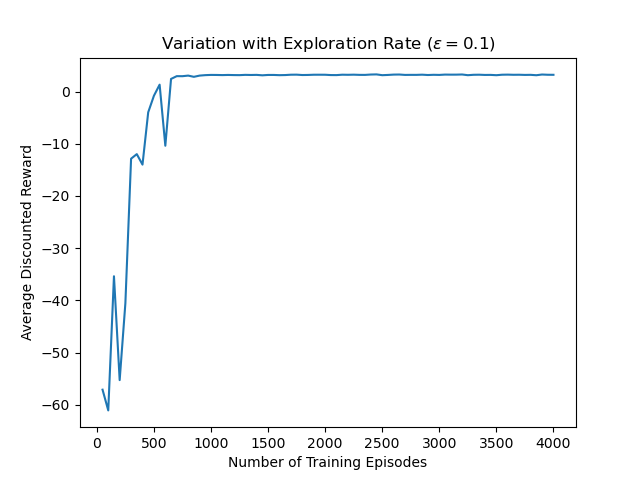 Variation with Exploration Rate (ε = 0.1)
0
−10
−20
−30
−40
−50
−60
Average Discounted Reward
0 500 1000 1500 2000 2500 3000 3500 4000
Number of Training Episodes